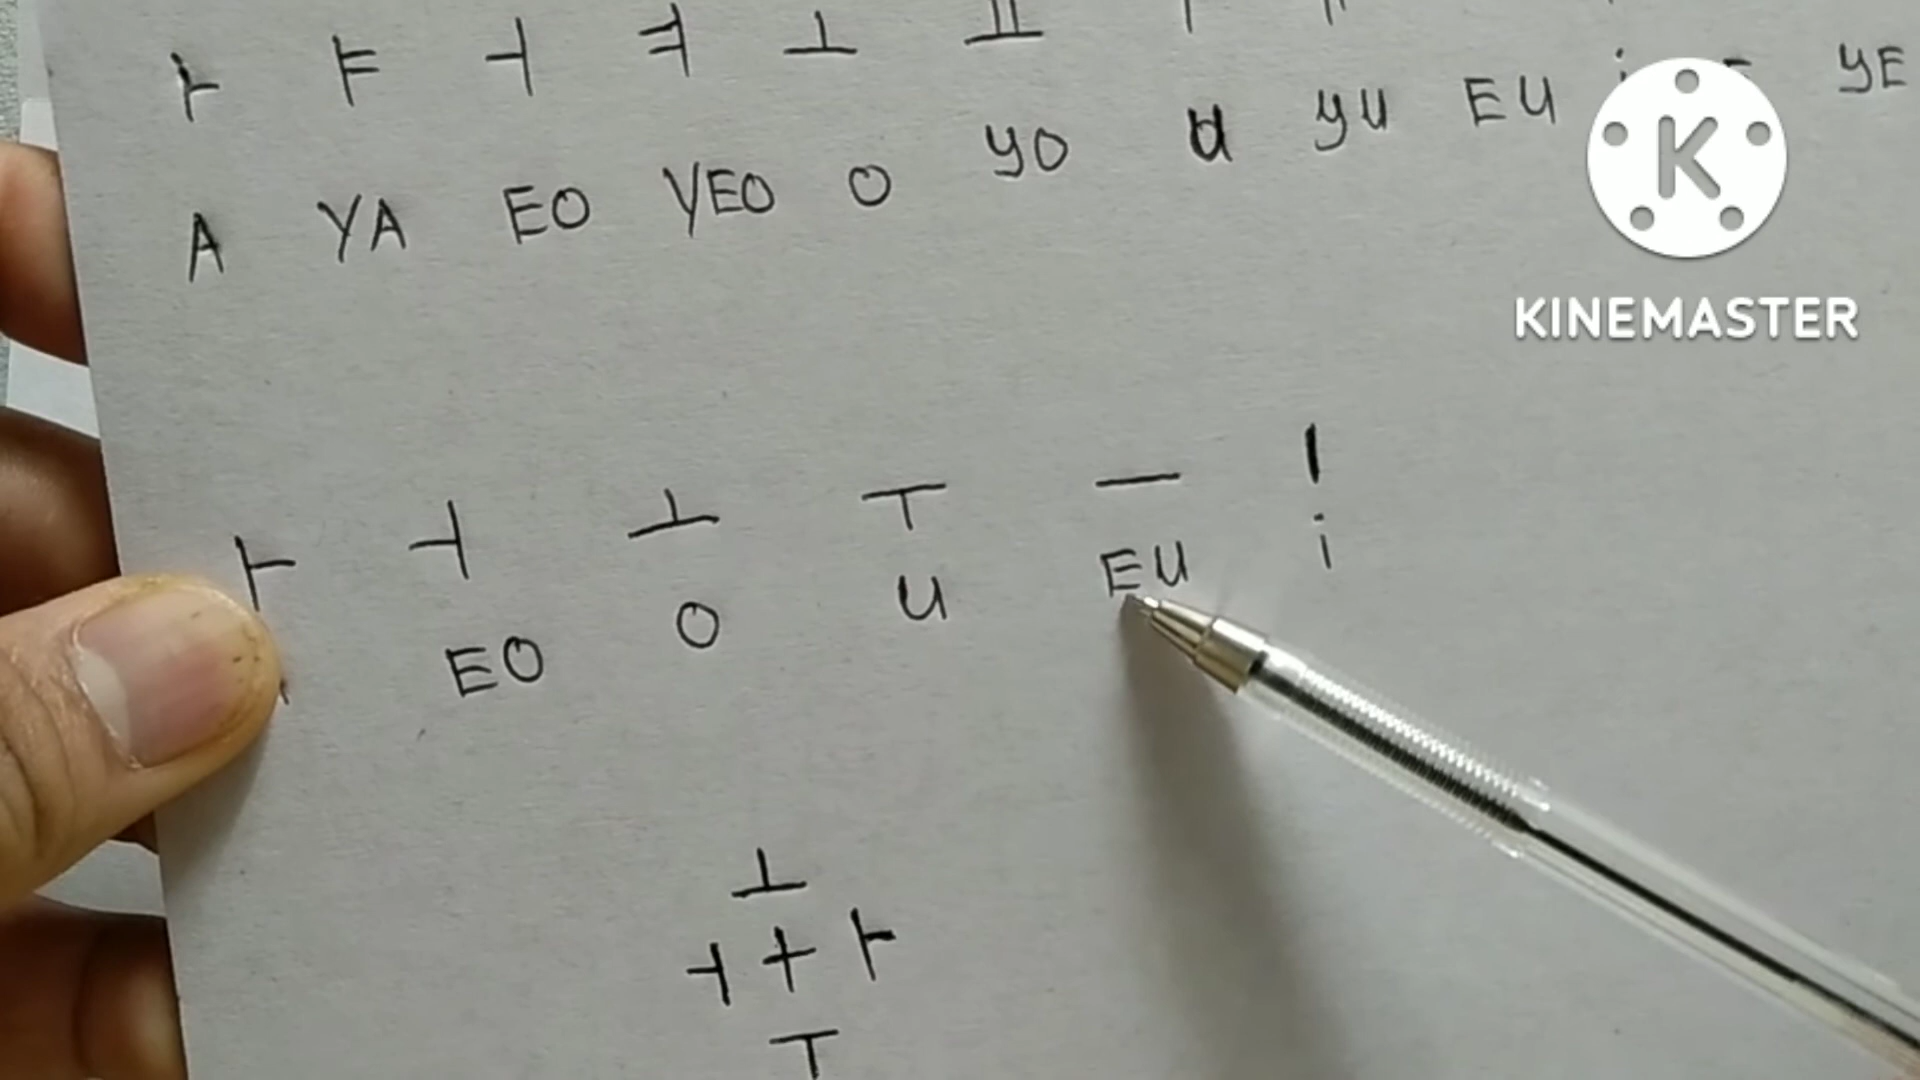 ㅏ ㅑ ㅓ ㅕ ㅗ ㅛ
A YA EO YEO O YO U YU EU i YE
K
KINEMASTER
ㅏ ㅓ ㅗ ㅜ ㅡ ㅣ
EO O U EU i
ㅗ
ㅓ + ㅏ
ㅜ